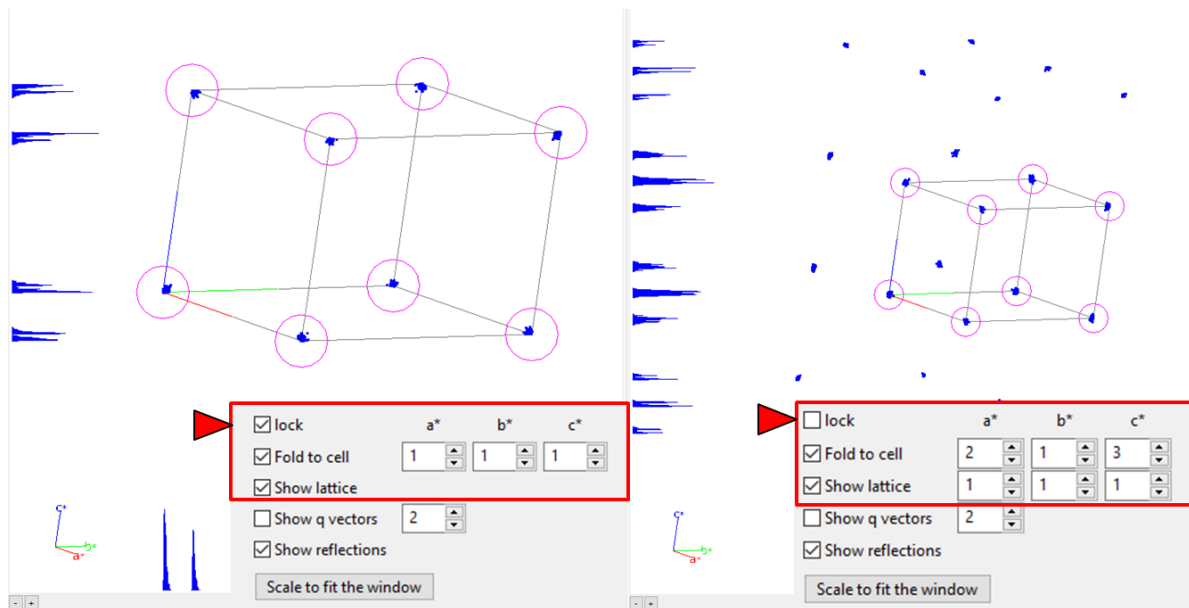 lock a* b* c*
Fold to cell 1 1 1
Show lattice
Show q vectors 2
Show reflections
Scale to fit the window
c*
b*
a*
- +
lock a* b* c*
Fold to cell 2 1 3
Show lattice 1 1 1
Show q vectors 2
Show reflections
Scale to fit the window
c*
b*
a*
- +